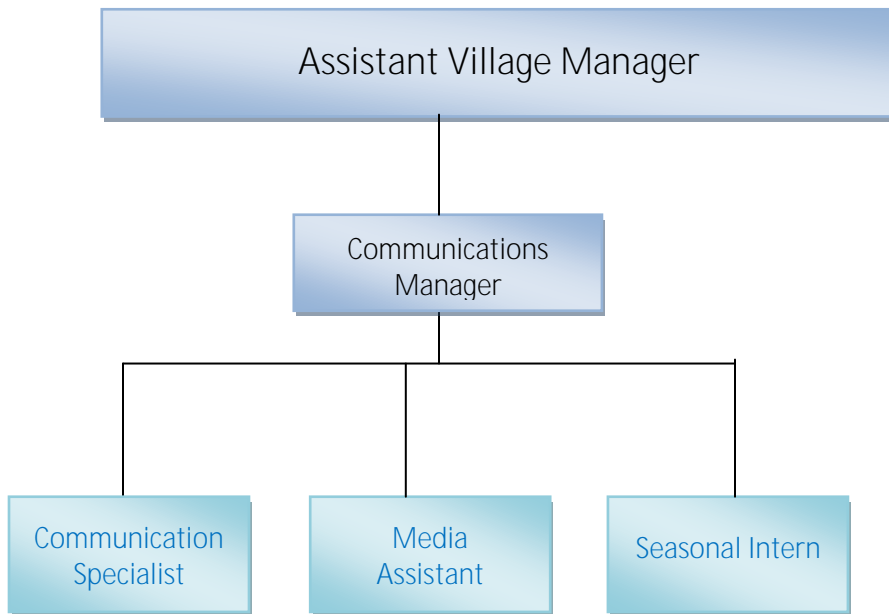 Assistant Village Manager
Communications
Manager
Communication
Specialist
Media
Assistant
Seasonal Intern